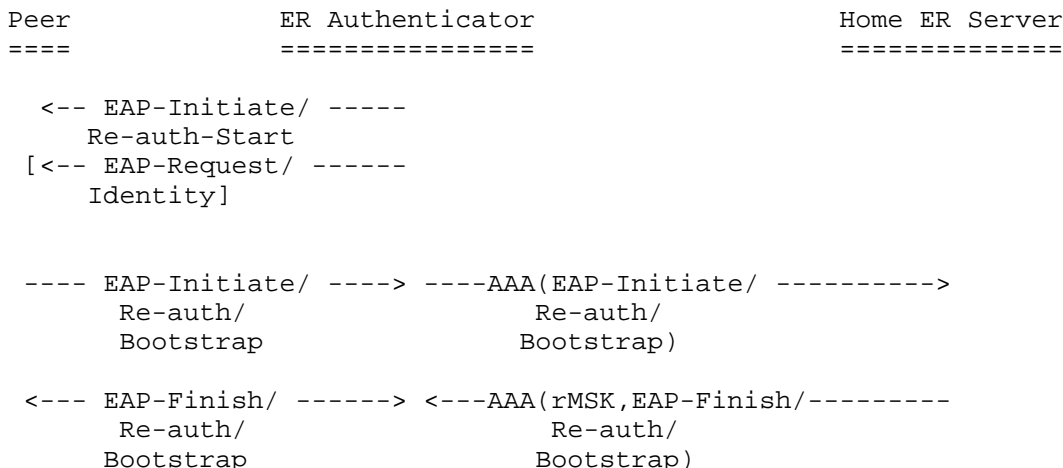 Peer                ER Authenticator                       Home ER Server
====                ================                       ==============

  <-- EAP-Initiate/ -----
     Re-auth-Start
 [<-- EAP-Request/ ------
     Identity]


 ---- EAP-Initiate/ ----> ----AAA(EAP-Initiate/ ---------->
       Re-auth/                  Re-auth/
       Bootstrap                Bootstrap)

 <--- EAP-Finish/ ------> <---AAA(rMSK,EAP-Finish/---------
       Re-auth/                   Re-auth/
      Bootstrap                  Bootstrap)